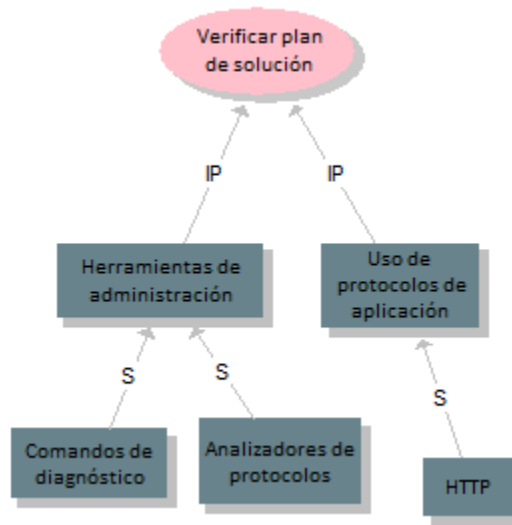 Verificar plan
de solución
IP
IP
Herramientas de
administración
Uso de
protocolos de
aplicación
S
S
S
Comandos de
diagnóstico
Analizadores de
protocolos
HTTP